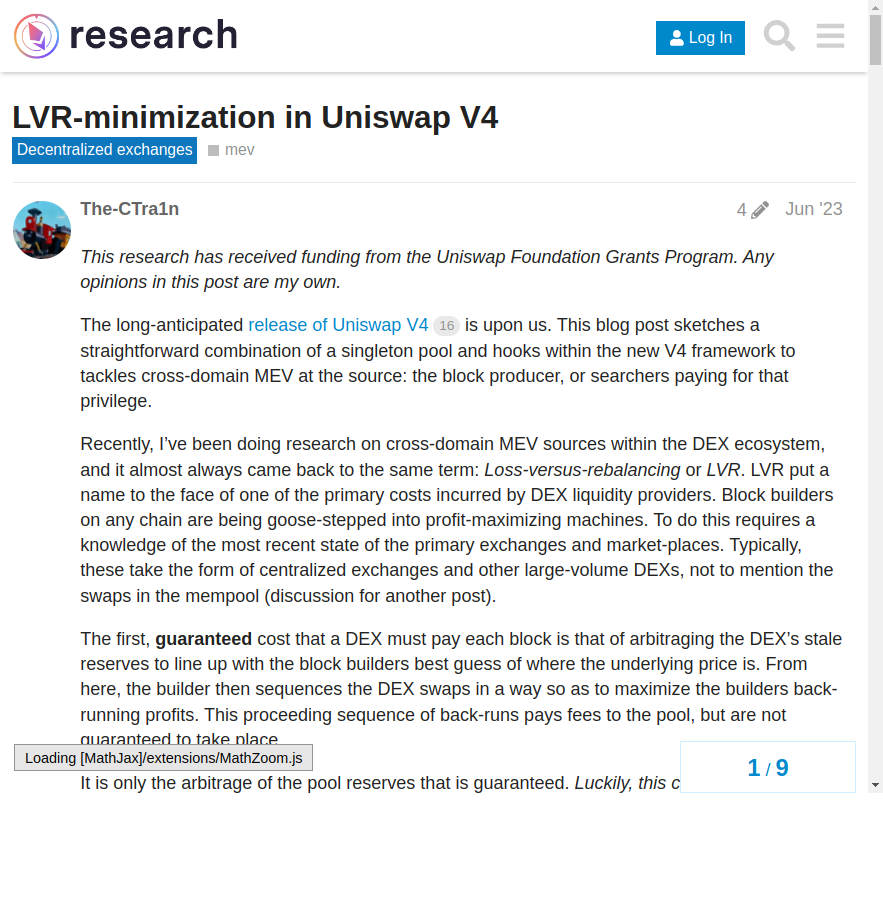 research
Log In
LVR-minimization in Uniswap V4
Decentralized exchanges
mev
The-CTra1n
4
Jun '23
This research has received funding from the Uniswap Foundation Grants Program. Any
opinions in this post are my own.
The long-anticipated release of Uniswap V4 16 is upon us. This blog post sketches a
straightforward combination of a singleton pool and hooks within the new V4 framework to
tackles cross-domain MEV at the source: the block producer, or searchers paying for that
privilege.
Recently, I’ve been doing research on cross-domain MEV sources within the DEX ecosystem,
and it almost always came back to the same term: Loss-versus-rebalancing or LVR. LVR put a
name to the face of one of the primary costs incurred by DEX liquidity providers. Block builders
on any chain are being goose-stepped into profit-maximizing machines. To do this requires a
knowledge of the most recent state of the primary exchanges and market-places. Typically,
these take the form of centralized exchanges and other large-volume DEXs, not to mention the
swaps in the mempool (discussion for another post).
The first, guaranteed cost that a DEX must pay each block is that of arbitraging the DEX’s stale
reserves to line up with the block builders best guess of where the underlying price is. From
here, the builder then sequences the DEX swaps in a way so as to maximize the builders back-
running profits. This proceeding sequence of back-runs pays fees to the pool, but are not
guaranteed to take place
Loading [MathJax]/extensions/MathZoom.js
1 / 9
It is only the arbitrage of the pool reserves that is guaranteed. Luckily, this c